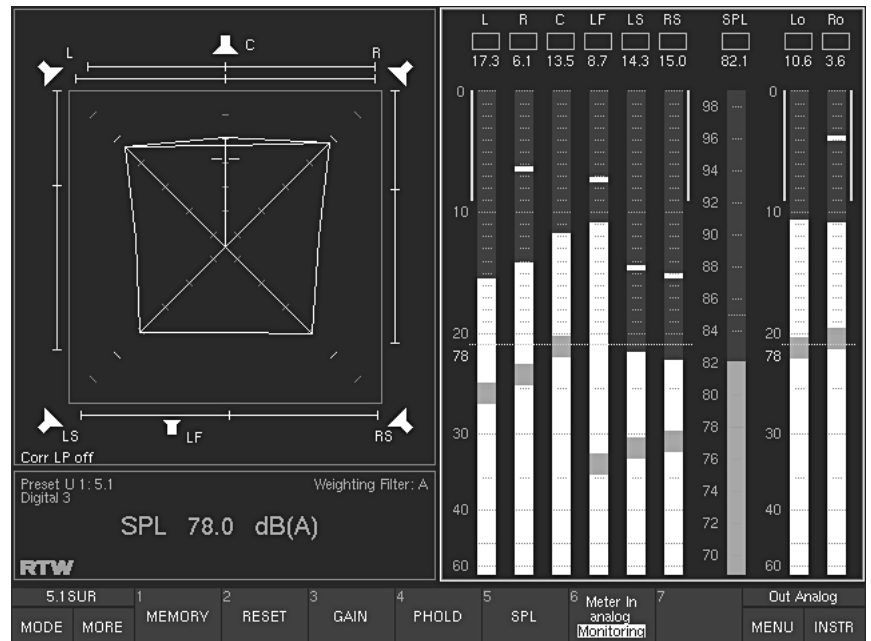 L R C LF LS RS SPL Lo Ro
17.3 6.1 13.5 8.7 14.3 15.0 82.1 10.6 3.6
L C R
0 98 0
96
94
92
10 10
90
88
86
20 84 20
78 82 78
80
78
30 30
76
74
40 72 40
70
60 60
LS LF RS
Corr LP off
Preset U 1: 5.1 Weighting Filter: A
Digital 3
SPL 78.0 dB(A)
RTW
5.1SUR 1 2 3 4 5 6 7 Out Analog
MODE MORE MEMORY RESET GAIN PHOLD SPL Meter In MENU INSTR
analog
Monitoring